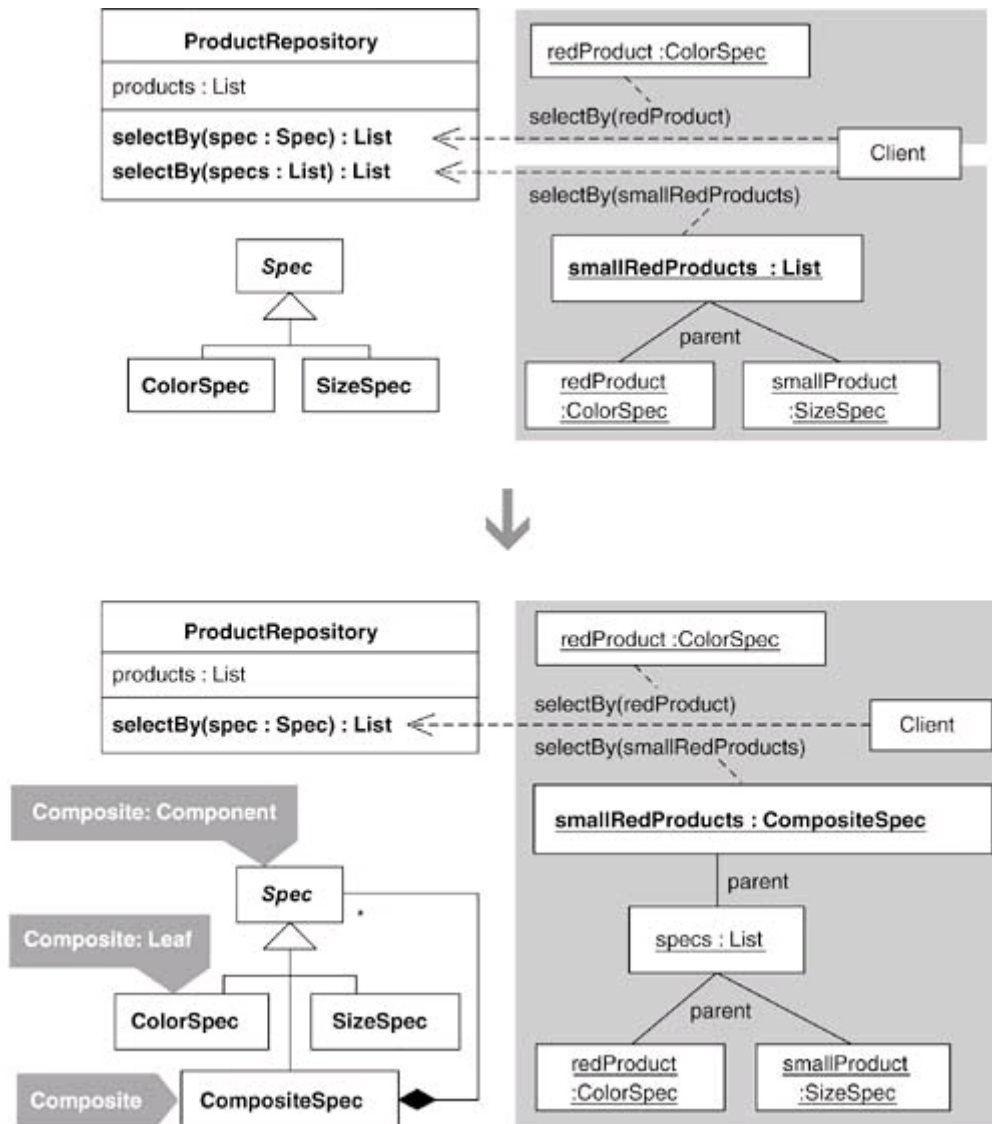 ProductRepository
products : List
selectBy(spec : Spec) : List
selectBy(specs : List) : List
redProduct :ColorSpec
selectBy(redProduct)
Client
selectBy(smallRedProducts)
smallRedProducts : List
parent
redProduct
:ColorSpec
smallProduct
:SizeSpec
Spec
ColorSpec
SizeSpec
ProductRepository
products : List
selectBy(spec : Spec) : List
redProduct :ColorSpec
selectBy(redProduct)
Client
selectBy(smallRedProducts)
smallRedProducts : CompositeSpec
parent
specs : List
parent
redProduct
:ColorSpec
smallProduct
:SizeSpec
Composite: Component
Spec
*
Composite: Leaf
ColorSpec
SizeSpec
Composite
CompositeSpec